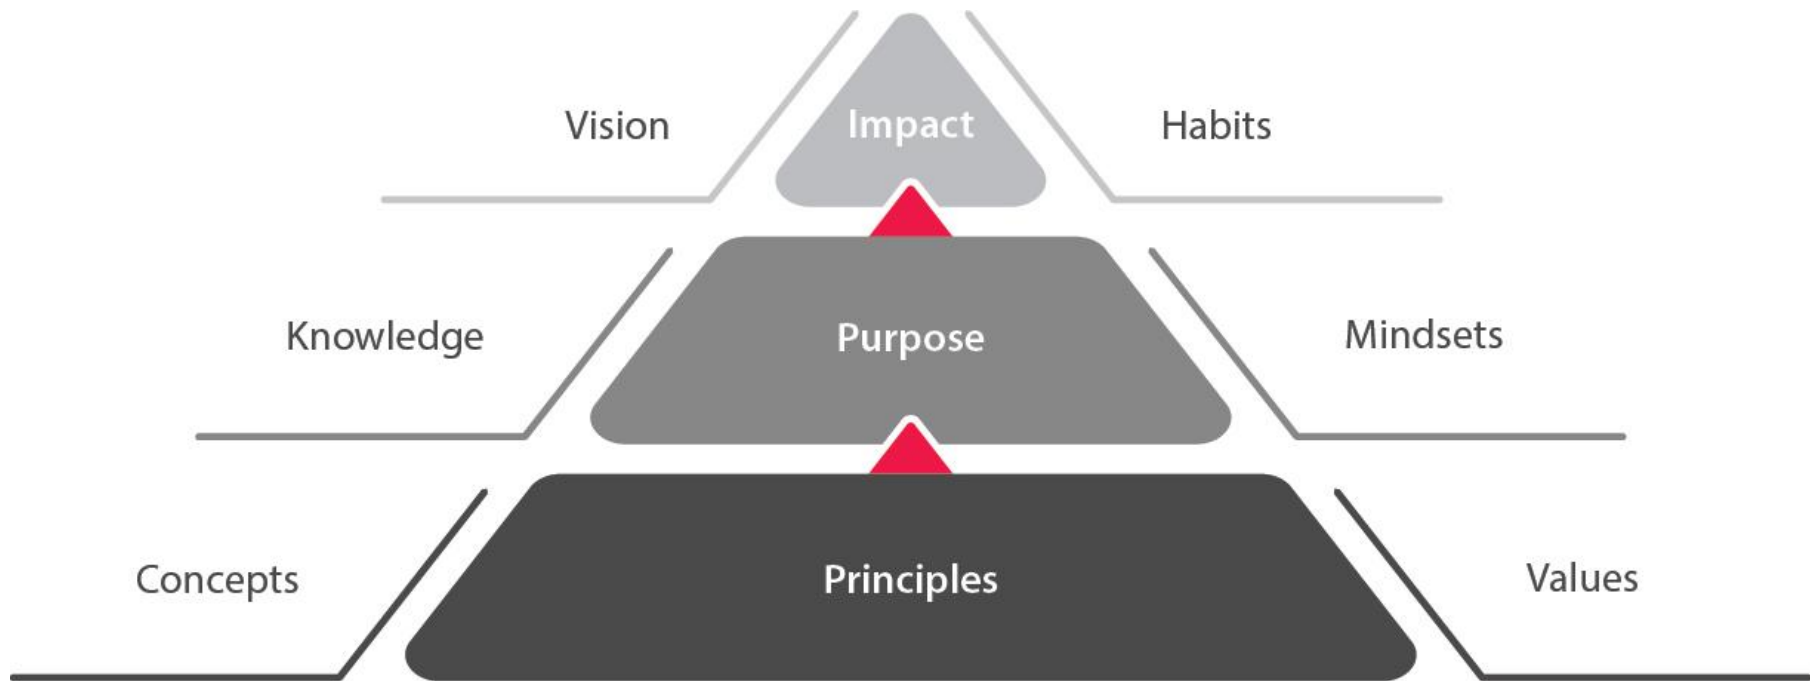 Vision
Impact
Habits
Knowledge
Purpose
Mindsets
Concepts
Principles
Values